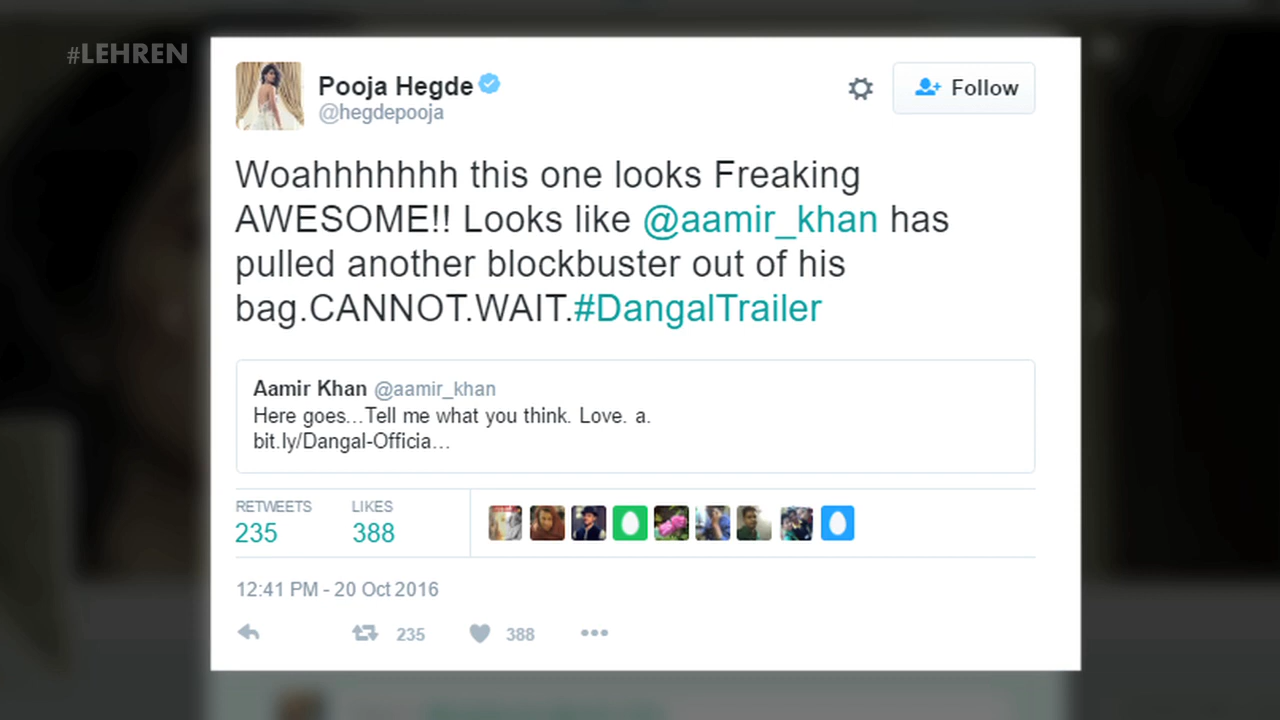 #LEHREN
Pooja Hegde
Follow
@hegdepooja
Woahhhhhhh this one looks Freaking
AWESOME!! Looks like @aamir_khan has
pulled another blockbuster out of his
bag.CANNOT.WAIT.#DangalTrailer
Aamir Khan @aamir_khan
Here goes...Tell me what you think. Love. a.
bit.ly/Dangal-Officia...
RETWEETS LIKES
235 388
12:41 PM - 20 Oct 2016
235 388